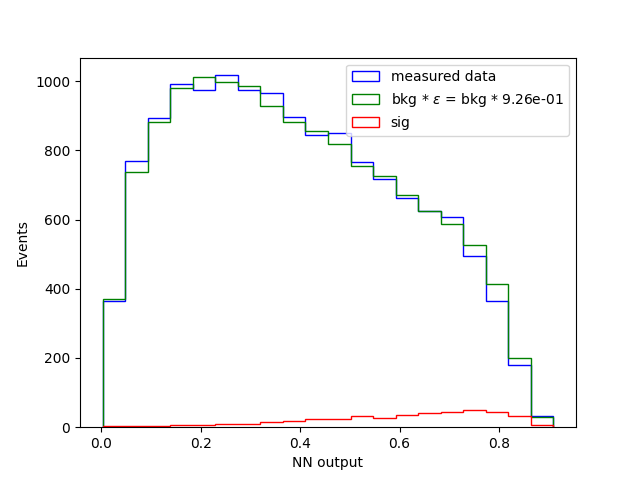 measured data
bkg * ε = bkg * 9.26e-01
sig
1000
800
600
400
200
0
Events
0.0 0.2 0.4 0.6 0.8
NN output